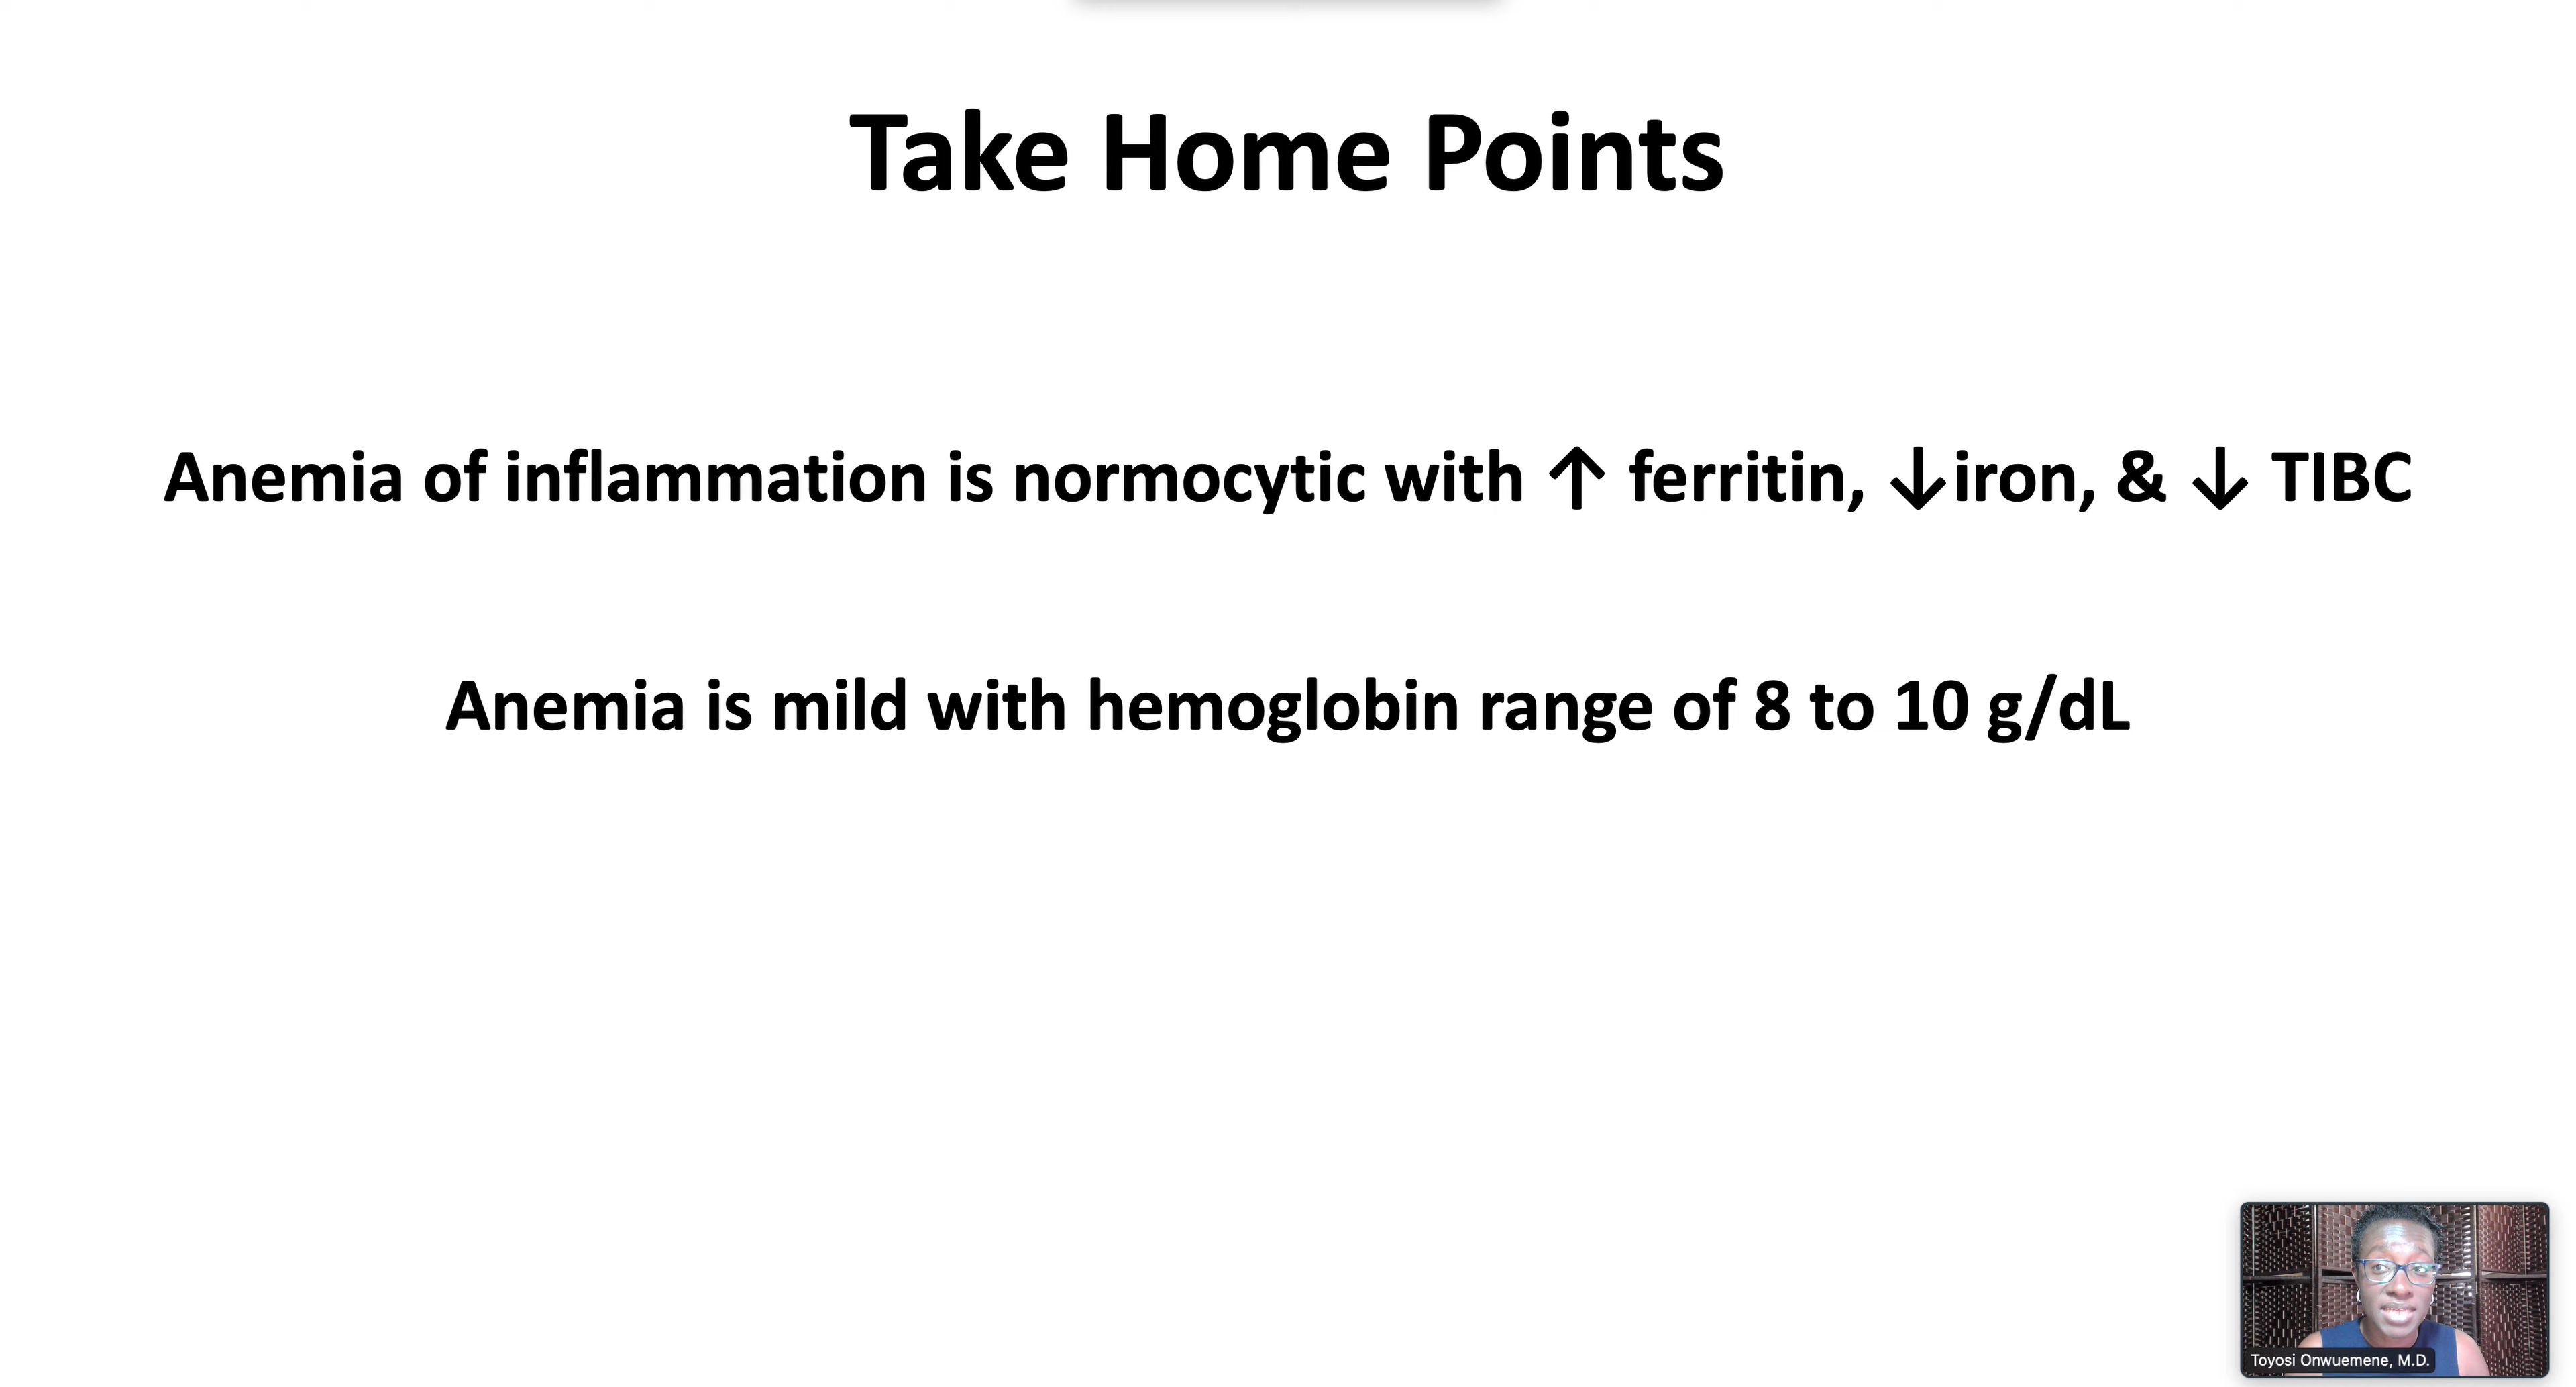 Take Home Points
Anemia of inflammation is normocytic with ↑ ferritin, ↓iron, & ↓ TIBC
Anemia is mild with hemoglobin range of 8 to 10 g/dL
Toyosi Onwuemene, M.D.